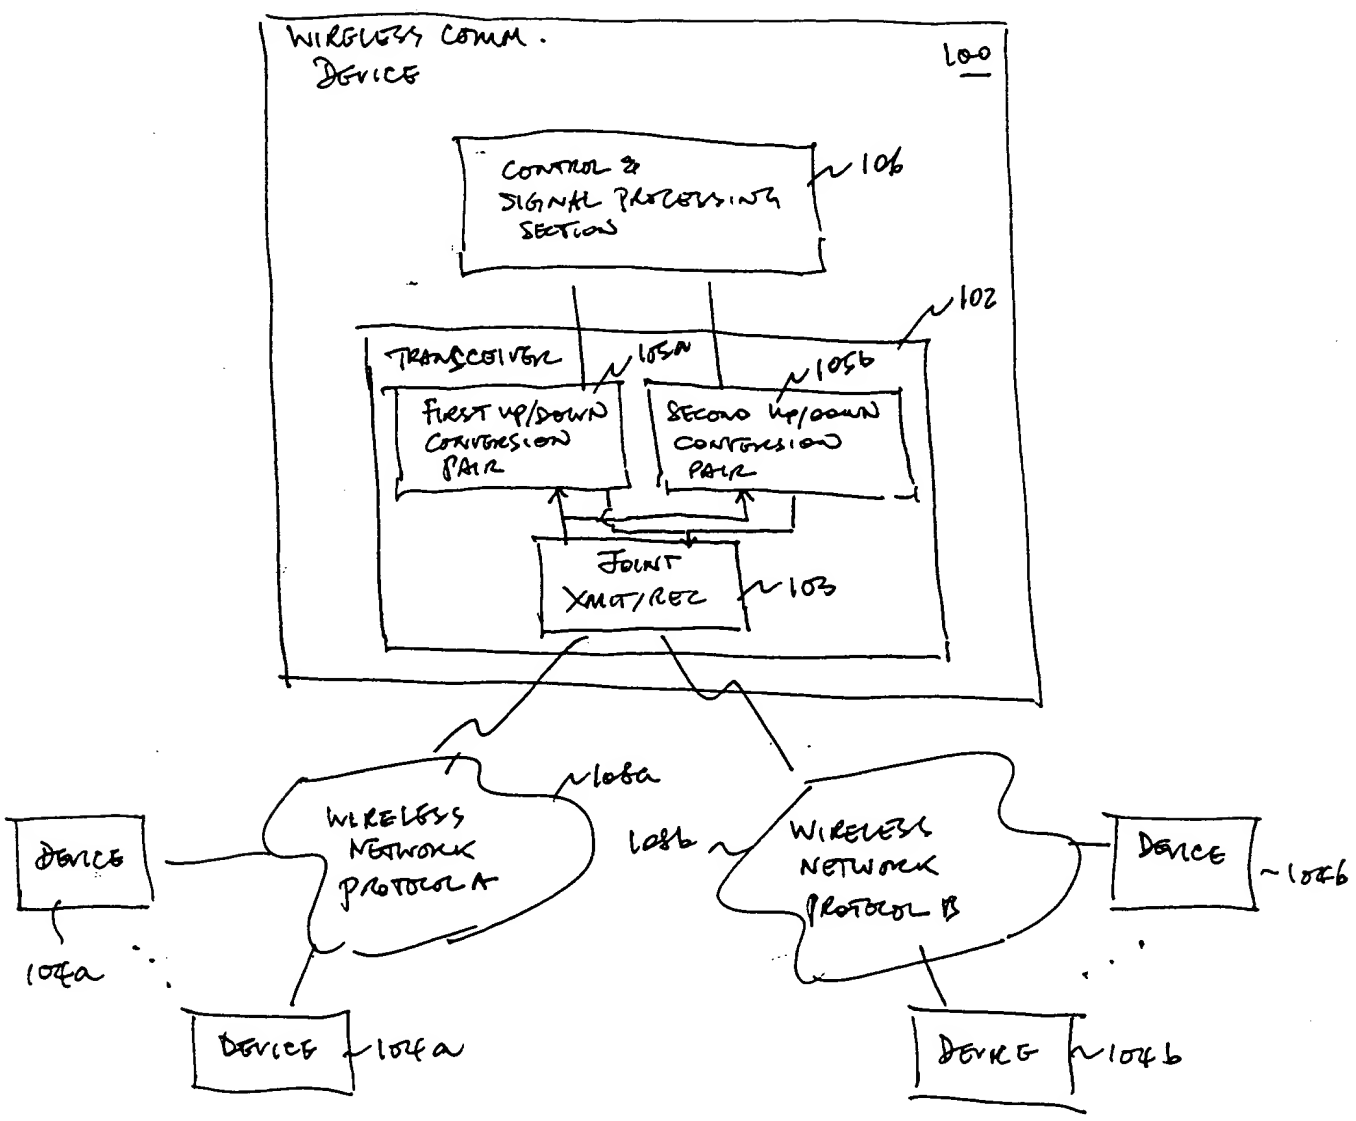 WIRELESS COMM.
DEVICE
100
CONTROL &
SIGNAL PROCESSING
SECTION
106
102
TRANSCEIVER
105a
105b
FIRST UP/DOWN
CONVERSION
PAIR
SECOND UP/DOWN
CONVERSION
PAIR
JOINT
XMIT/REC
103
108a
WIRELESS
NETWORK
PROTOCOL A
108b
WIRELESS
NETWORK
PROTOCOL B
DEVICE
104a
DEVICE
104b
DEVICE
104a
DEVICE
104b